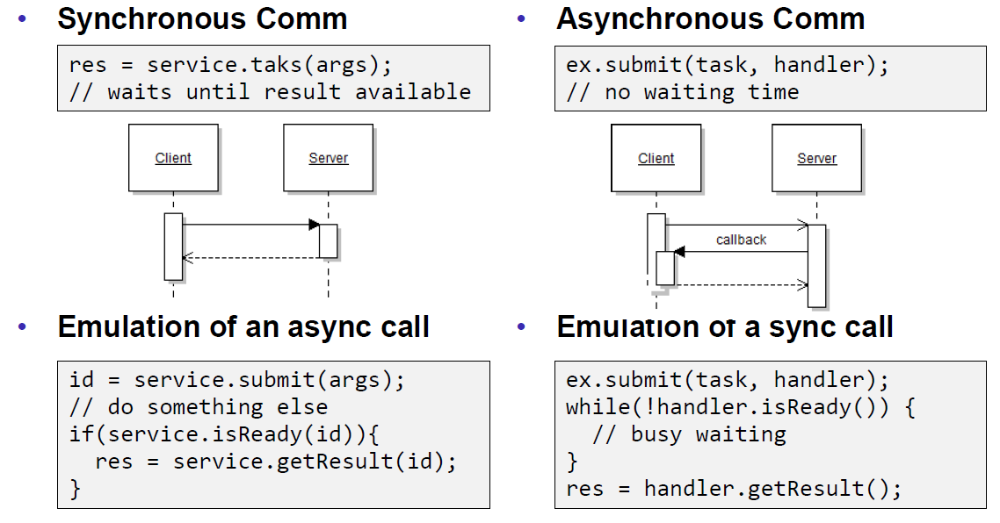 • Synchronous Comm
res = service.taks(args);
// waits until result available
Client
Server
• Emulation of an async call
id = service.submit(args);
// do something else
if(service.isReady(id)){
  res = service.getResult(id);
}
• Asynchronous Comm
ex.submit(task, handler);
// no waiting time
Client
Server
callback
• Emulation of a sync call
ex.submit(task, handler);
while(!handler.isReady()) {
  // busy waiting
}
res = handler.getResult();